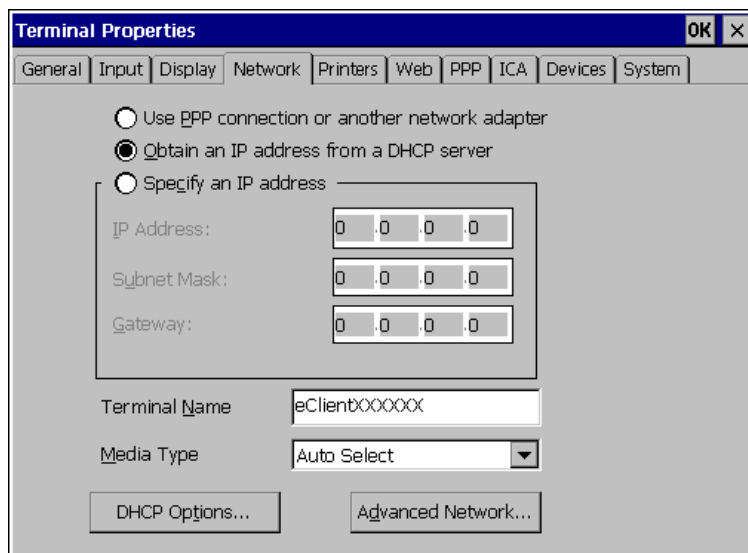 Terminal Properties OK ×
General Input Display Network Printers Web PPP ICA Devices System
Use PPP connection or another network adapter
Obtain an IP address from a DHCP server
Specify an IP address
IP Address: 0 .0 .0 .0
Subnet Mask: 0 .0 .0 .0
Gateway: 0 .0 .0 .0
Terminal Name eClientXXXXXX
Media Type Auto Select
DHCP Options... Advanced Network...